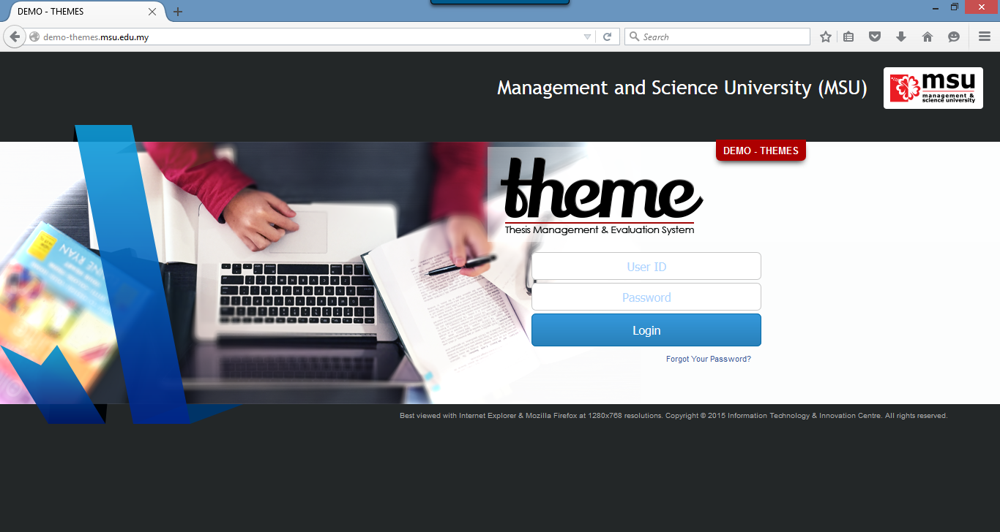 DEMO - THEMES
demo-themes.msu.edu.my
Search
Management and Science University (MSU)
msu
management &
science university
DEMO - THEMES
theme
Thesis Management & Evaluation System
User ID
Password
Login
Forgot Your Password?
Best viewed with Internet Explorer & Mozilla Firefox at 1280x768 resolutions. Copyright © 2015 Information Technology & Innovation Centre. All rights reserved.